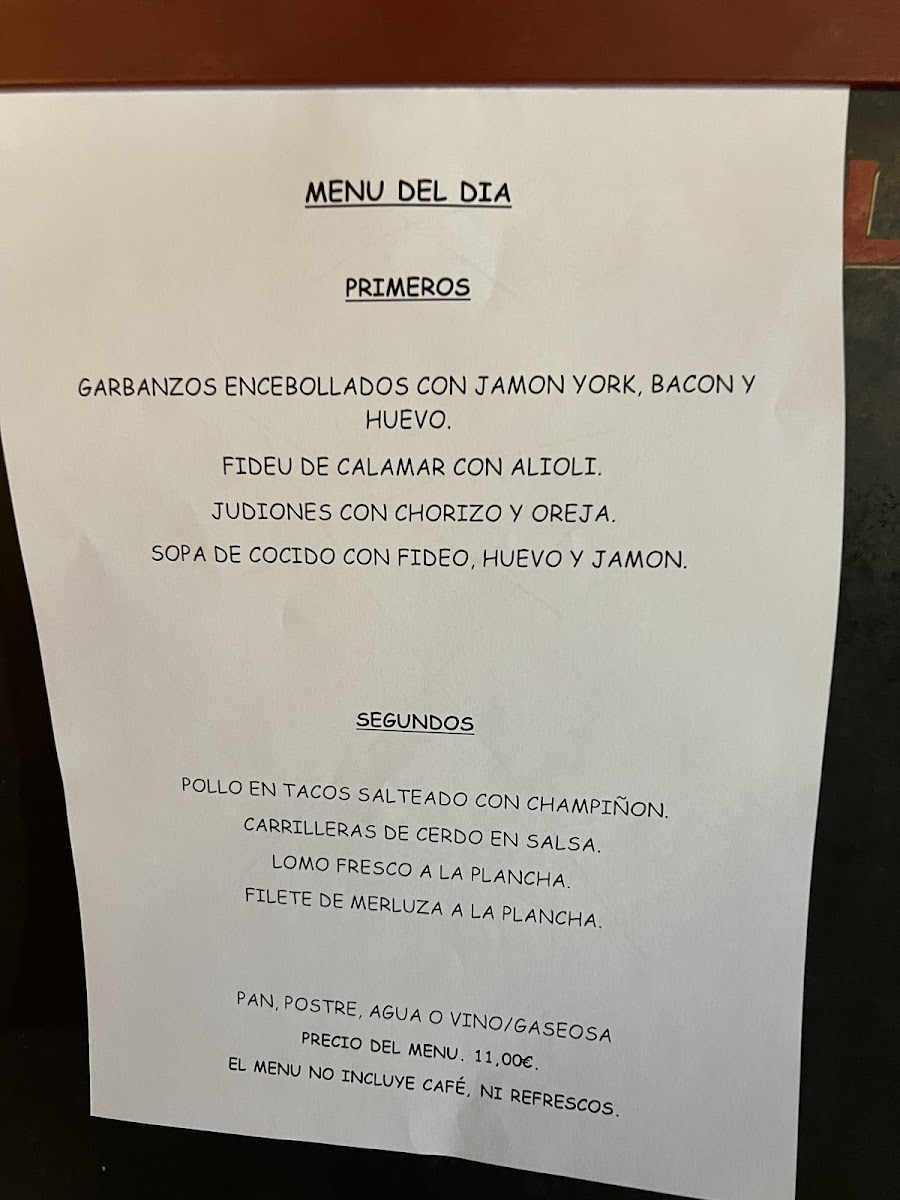 MENU DEL DIA
PRIMEROS
GARBANZOS ENCEBOLLADOS CON JAMON YORK, BACON Y
HUEVO.
FIDEU DE CALAMAR CON ALIOLI.
JUDIONES CON CHORIZO Y OREJA.
SOPA DE COCIDO CON FIDEO, HUEVO Y JAMON.
SEGUNDOS
POLLO EN TACOS SALTEADO CON CHAMPIÑON.
CARRILLERAS DE CERDO EN SALSA.
LOMO FRESCO A LA PLANCHA.
FILETE DE MERLUZA A LA PLANCHA.
PAN, POSTRE, AGUA O VINO/GASEOSA
PRECIO DEL MENU. 11,00€.
EL MENU NO INCLUYE CAFÉ, NI REFRESCOS.